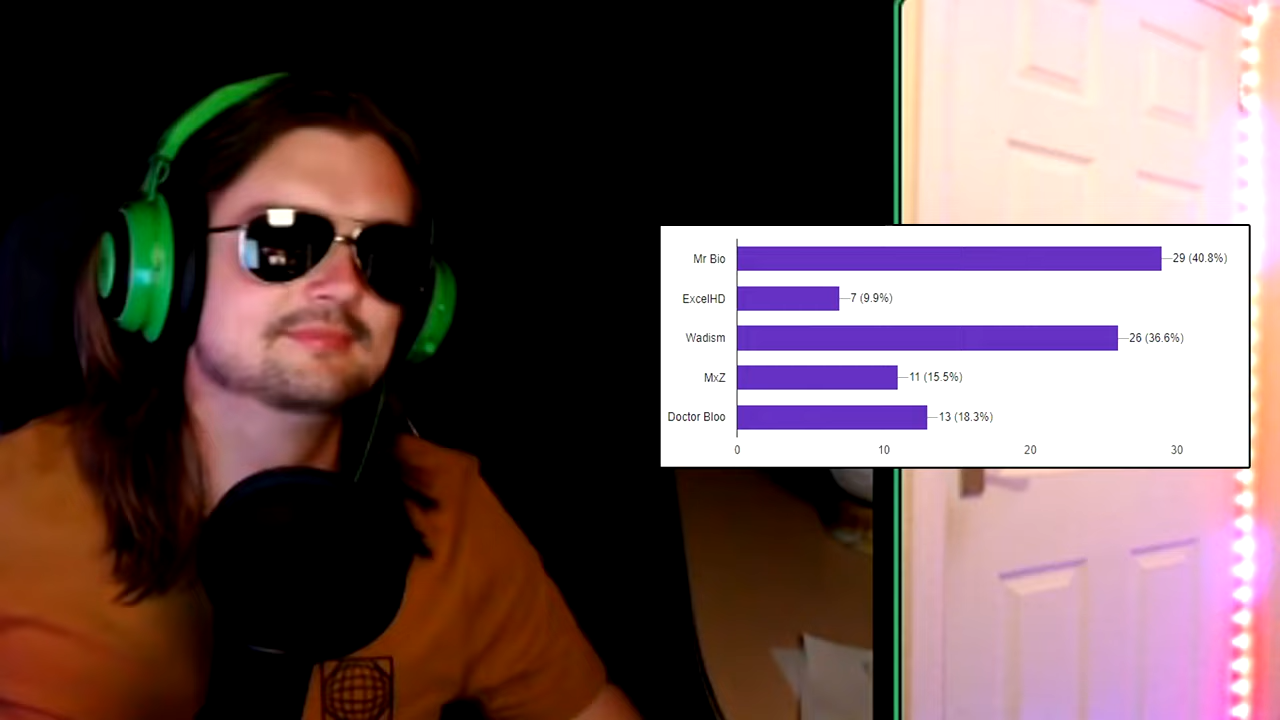 Mr Bio 29 (40.8%)
ExcelHD 7 (9.9%)
Wadism 26 (36.6%)
MxZ 11 (15.5%)
Doctor Bloo 13 (18.3%)
0 10 20 30